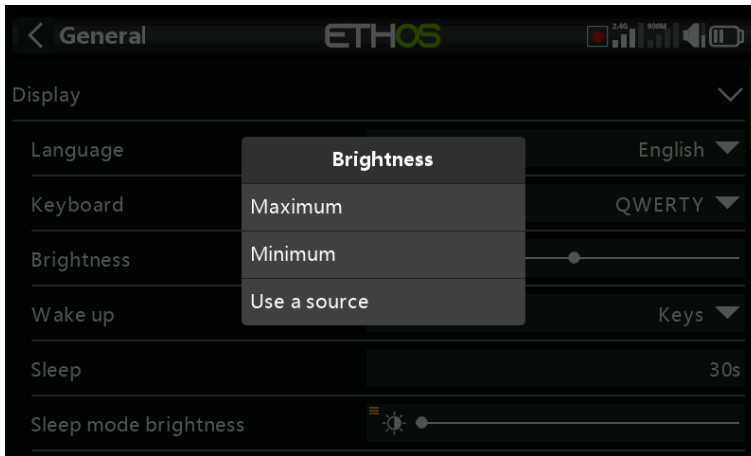 General
ETHOS
2.4G
900M
Display
Language
English
Keyboard
QWERTY
Brightness
Wake up
Keys
Sleep
30s
Sleep mode brightness
Brightness
Maximum
Minimum
Use a source